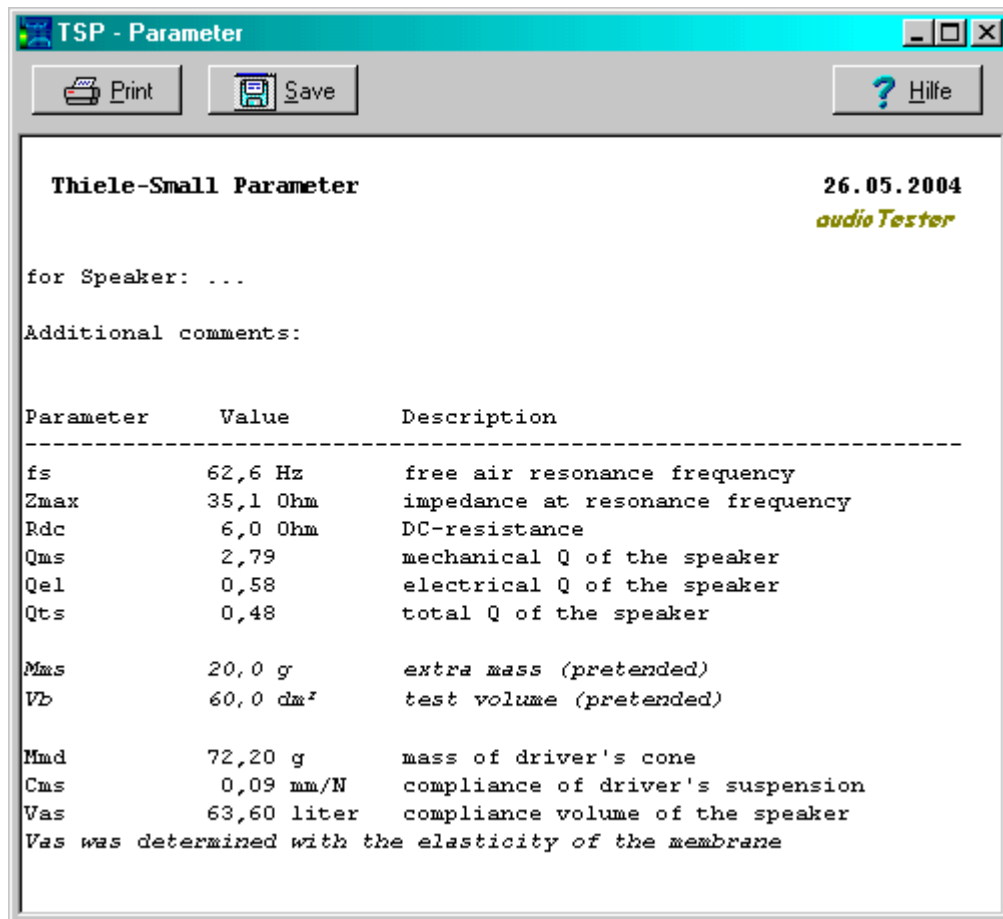 TSP - Parameter
Print Save Hilfe
Thiele-Small Parameter 26.05.2004
audioTester
for Speaker: ...
Additional comments:
Parameter Value Description
--------------------------------------------------------------------
fs 62,6 Hz free air resonance frequency
Zmax 35,1 Ohm impedance at resonance frequency
Rdc 6,0 Ohm DC-resistance
Qms 2,79 mechanical Q of the speaker
Qel 0,58 electrical Q of the speaker
Qts 0,48 total Q of the speaker
Mms 20,0 g extra mass (pretended)
Vb 60,0 dm² test volume (pretended)
Mmd 72,20 g mass of driver's cone
Cms 0,09 mm/N compliance of driver's suspension
Vas 63,60 liter compliance volume of the speaker
Vas was determined with the elasticity of the membrane